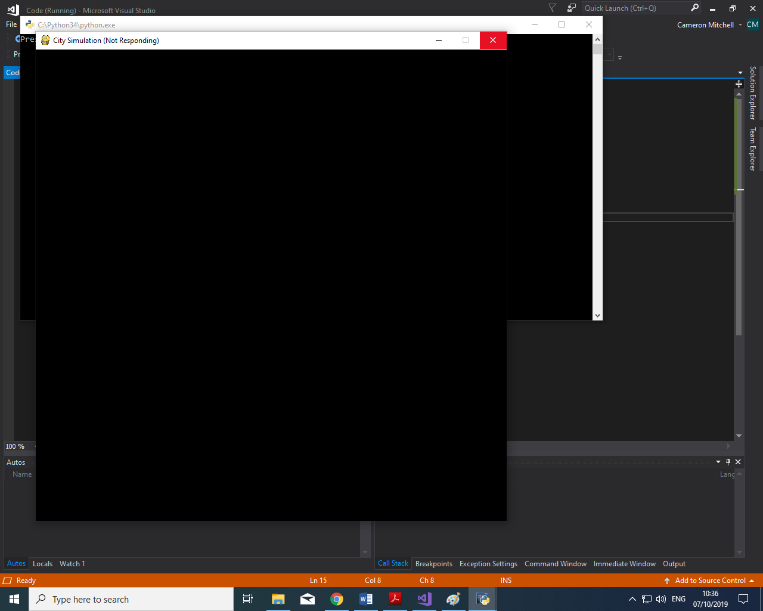 Code (Running) - Microsoft Visual Studio
Quick Launch (Ctrl+Q)
File
C:\Python34\python.exe
Cameron Mitchell
CM
City Simulation (Not Responding)
Code
Solution Explorer
Team Explorer
100 %
Autos
Name
Lang
Autos
Locals
Watch 1
Call Stack
Breakpoints
Exception Settings
Command Window
Immediate Window
Output
Ready
Ln 15
Col 8
Ch 8
INS
Add to Source Control
Type here to search
ENG
10:36
07/10/2019